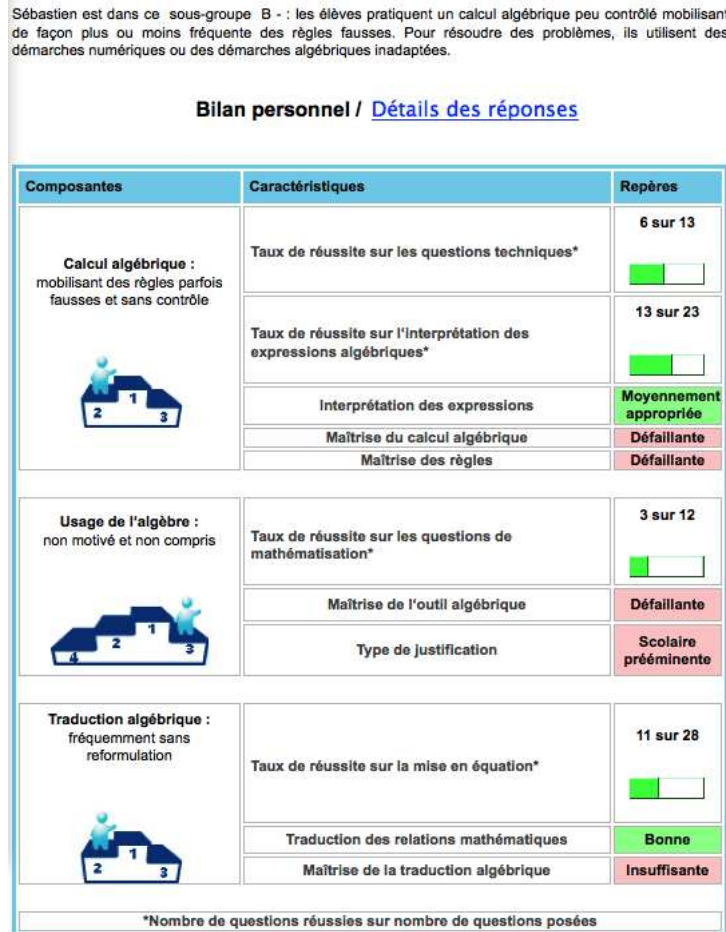 Sébastien est dans ce sous-groupe B - : les élèves pratiquent un calcul algébrique peu contrôlé mobilisant
de façon plus ou moins fréquente des règles fausses. Pour résoudre des problèmes, ils utilisent des
démarches numériques ou des démarches algébriques inadaptées.
Bilan personnel / Détails des réponses
Composantes Caractéristiques Repères
Calcul algébrique :
mobilisant des règles parfois
fausses et sans contrôle
2 1 3
Taux de réussite sur les questions techniques*
6 sur 13
Taux de réussite sur l'interprétation des
expressions algébriques*
13 sur 23
Interprétation des expressions
Moyennement
appropriée
Maîtrise du calcul algébrique Défaillante
Maîtrise des règles Défaillante
Usage de l'algèbre :
non motivé et non compris
4 2 1 3
Taux de réussite sur les questions de
mathématisation*
3 sur 12
Maîtrise de l'outil algébrique Défaillante
Type de justification
Scolaire
prééminente
Traduction algébrique :
fréquemment sans
reformulation
2 1 3
Taux de réussite sur la mise en équation*
11 sur 28
Traduction des relations mathématiques Bonne
Maîtrise de la traduction algébrique Insuffisante
*Nombre de questions réussies sur nombre de questions posées